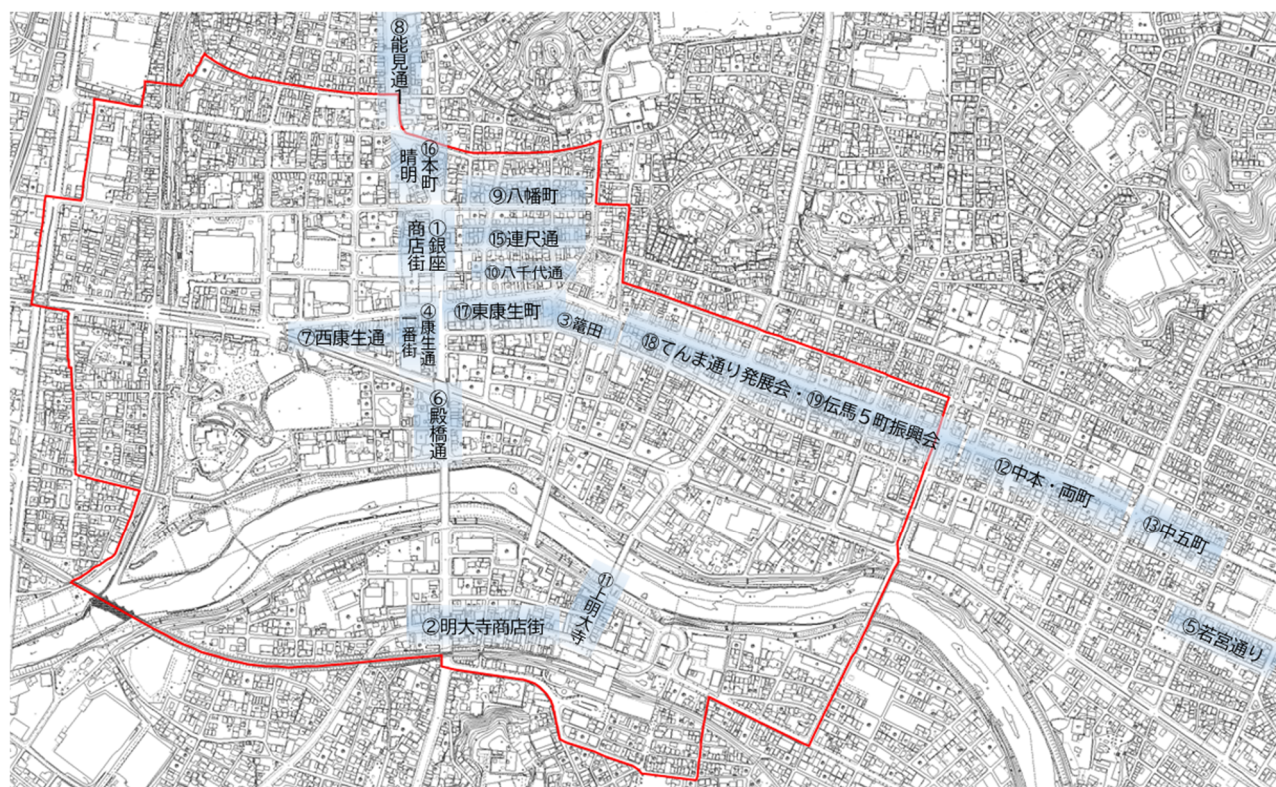 ⑧能見通1
⑯本町
晴明
⑨八幡町
①銀座
商店街
⑮連尺通
⑩八千代通
④康生通
一番街
⑰東康生町
③篭田
⑦西康生通
⑱てんま通り発展会・⑲伝馬5町振興会
⑥殿橋通
⑫中本・両町
⑬中五町
⑪上明大寺
②明大寺商店街
⑤若宮通り